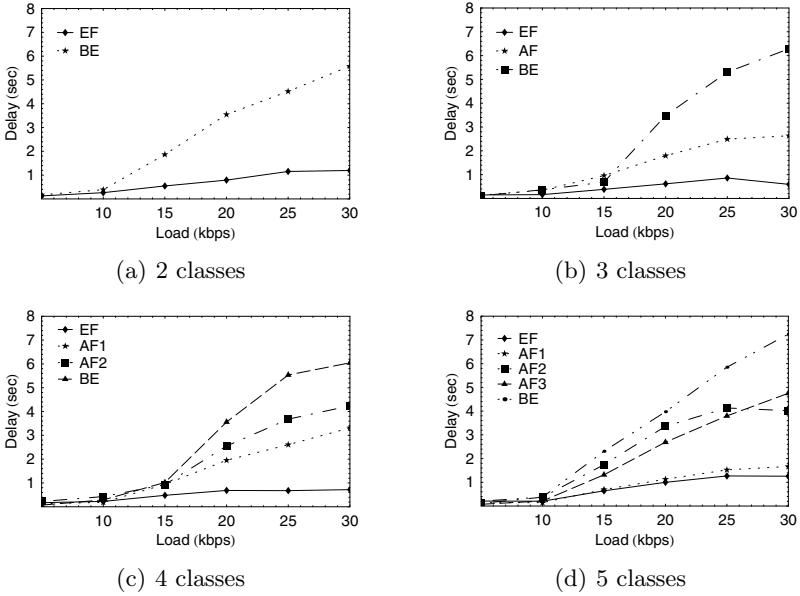 8
7
6
5
4
3
2
1
Delay (sec)
EF
BE
10 15 20 25 30
Load (kbps)
(a) 2 classes
8
7
6
5
4
3
2
1
Delay (sec)
EF
AF
BE
10 15 20 25 30
Load (kbps)
(b) 3 classes
8
7
6
5
4
3
2
1
Delay (sec)
EF
AF1
AF2
BE
10 15 20 25 30
Load (kbps)
(c) 4 classes
8
7
6
5
4
3
2
1
Delay (sec)
EF
AF1
AF2
AF3
BE
10 15 20 25 30
Load (kbps)
(d) 5 classes